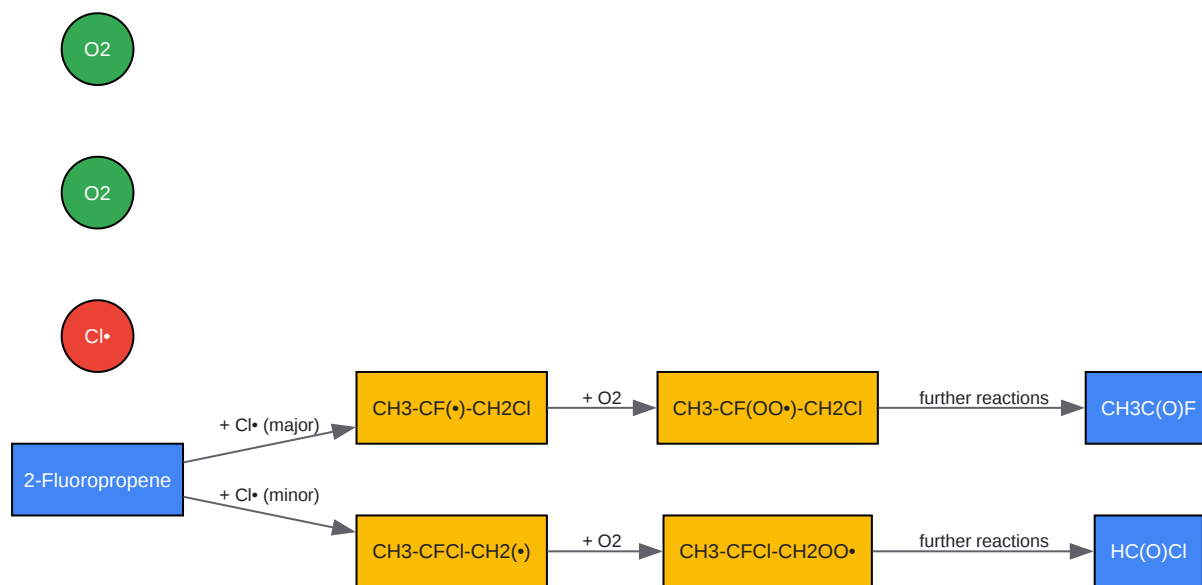 O2
O2
Cl•
2-Fluoropropene
+ Cl• (major)
CH3-CF(•)-CH2Cl
+ O2
CH3-CF(OO•)-CH2Cl
further reactions
CH3C(O)F
+ Cl• (minor)
CH3-CFCl-CH2(•)
+ O2
CH3-CFCl-CH2OO•
further reactions
HC(O)Cl